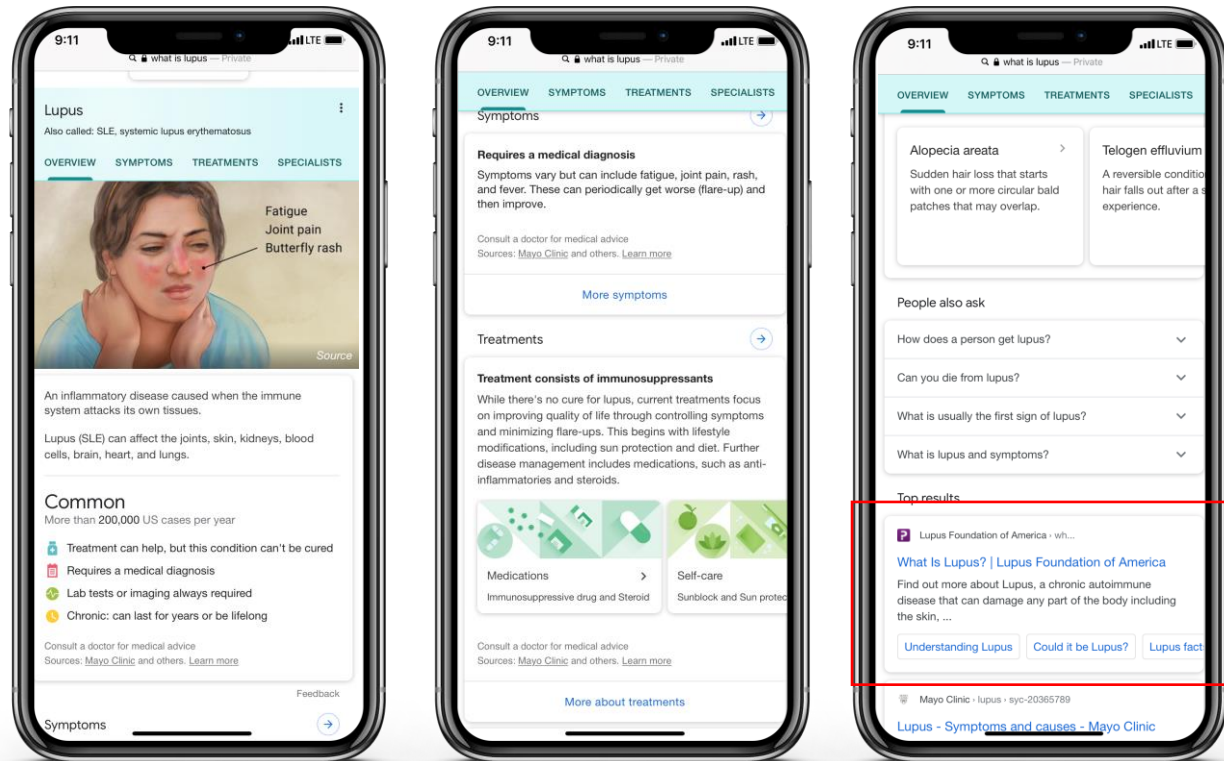 9:11
LTE
what is lupus — Private
Lupus
Also called: SLE, systemic lupus erythematosus
OVERVIEW SYMPTOMS TREATMENTS SPECIALISTS
Fatigue
Joint pain
Butterfly rash
Source
An inflammatory disease caused when the immune
system attacks its own tissues.
Lupus (SLE) can affect the joints, skin, kidneys, blood
cells, brain, heart, and lungs.
Common
More than 200,000 US cases per year
Treatment can help, but this condition can't be cured
Requires a medical diagnosis
Lab tests or imaging always required
Chronic: can last for years or be lifelong
Consult a doctor for medical advice
Sources: Mayo Clinic and others. Learn more
Feedback
Symptoms
9:11
LTE
what is lupus — Private
OVERVIEW SYMPTOMS TREATMENTS SPECIALISTS
Symptoms
Requires a medical diagnosis
Symptoms vary but can include fatigue, joint pain, rash,
and fever. These can periodically get worse (flare-up) and
then improve.
Consult a doctor for medical advice
Sources: Mayo Clinic and others. Learn more
More symptoms
Treatments
Treatment consists of immunosuppressants
While there's no cure for lupus, current treatments focus
on improving quality of life through controlling symptoms
and minimizing flare-ups. This begins with lifestyle
modifications, including sun protection and diet. Further
disease management includes medications, such as anti-
inflammatories and steroids.
Medications
Immunosuppressive drug and Steroid
Self-care
Sunblock and Sun protec
Consult a doctor for medical advice
Sources: Mayo Clinic and others. Learn more
More about treatments
9:11
LTE
what is lupus — Private
OVERVIEW SYMPTOMS TREATMENTS SPECIALISTS
Alopecia areata
Sudden hair loss that starts
with one or more circular bald
patches that may overlap.
Telogen effluvium
A reversible conditio
hair falls out after a s
experience.
People also ask
How does a person get lupus?
Can you die from lupus?
What is usually the first sign of lupus?
What is lupus and symptoms?
Top results
Lupus Foundation of America › wh...
What Is Lupus? | Lupus Foundation of America
Find out more about Lupus, a chronic autoimmune
disease that can damage any part of the body including
the skin, ...
Understanding Lupus Could it be Lupus? Lupus fact
Mayo Clinic › lupus › syc-20365789
Lupus - Symptoms and causes - Mayo Clinic